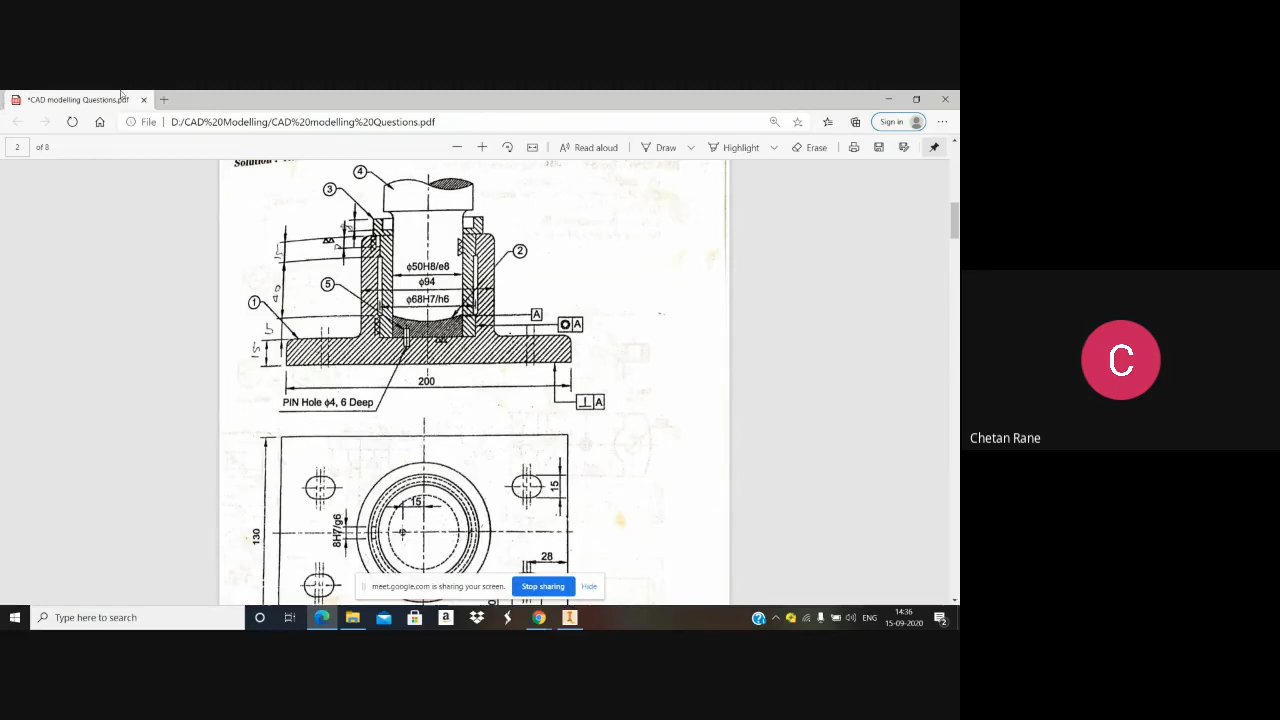 *CAD modelling Questions.pdf
File | D:/CAD%20Modelling/CAD%20modelling%20Questions.pdf
Sign in
2 of 8
Read aloud
Draw
Highlight
Erase
Solution :
4
3
2
φ50H8/e8
φ94
5
φ68H7/h6
1
A
A
15
200
PIN Hole φ4, 6 Deep
⊥ A
15
15
8H7/g6
130
28
Chetan Rane
meet.google.com is sharing your screen.
Stop sharing
Hide
Type here to search
a
ENG
14:36
15-09-2020
2
C